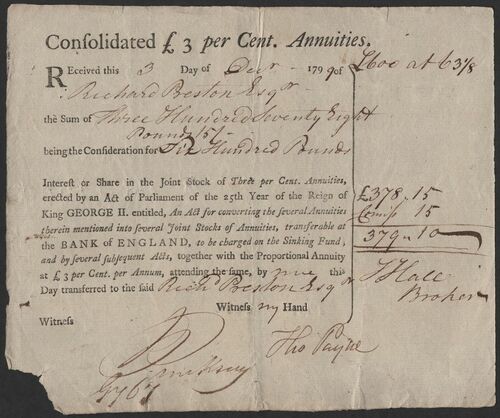 Consolidated £ 3 per Cent. Annuities.
Received this 3 Day of Decr 1790 of £600 at 63 1/8
Richard Beston Esqr
the Sum of Three Hundred Seventy Eight
Pounds 15/-
being the Consideration for Six Hundred Pounds
Interest or Share in the Joint Stock of Three per Cent. Annuities,
erected by an Act of Parliament of the 25th Year of the Reign of
King GEORGE II. entitled, An Act for converting the several Annuities
therein mentioned into several Joint Stocks of Annuities, transferable at
the BANK of ENGLAND, to be charged on the Sinking Fund,
and by several subsequent Acts, together with the Proportional Annuity
at £ 3 per Cent. per Annum, attending the same, by me this
Day transferred to the said Richd Beston Esqr
£378 . 15
Commss 15
379 . 10
J Hall
Broker
Witness my Hand
Witness
Tho Payne